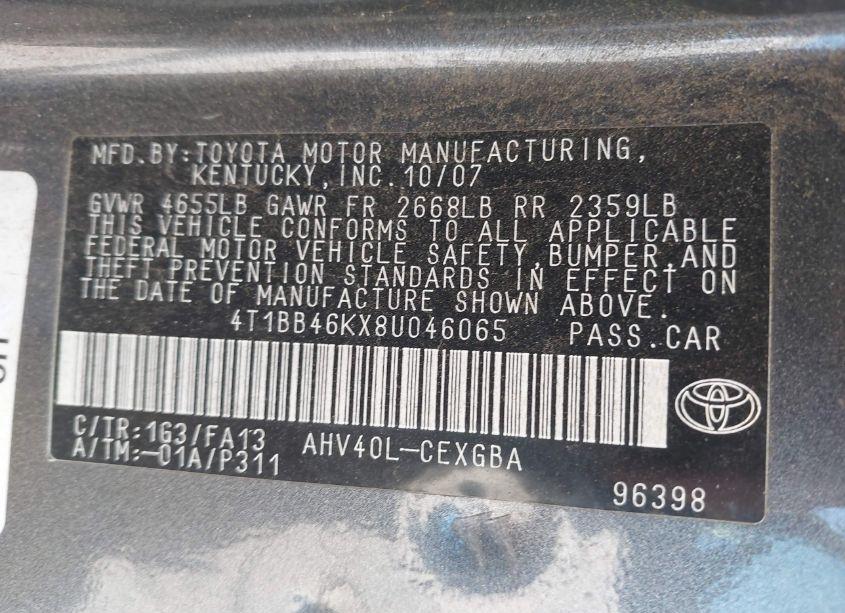 MFD.BY:TOYOTA MOTOR MANUFACTURING,
KENTUCKY,INC.10/07
GVWR 4655LB GAWR FR 2668LB RR 2359LB
THIS VEHICLE CONFORMS TO ALL APPLICABLE
FEDERAL MOTOR VEHICLE SAFETY,BUMPER,AND
THEFT PREVENTION STANDARDS IN EFFECT ON
THE DATE OF MANUFACTURE SHOWN ABOVE.
4T1BB46KX8U046065 PASS.CAR
C/TR:163/FA13
A/TM:-01A/P311
AHV40L-CEXGBA
96398